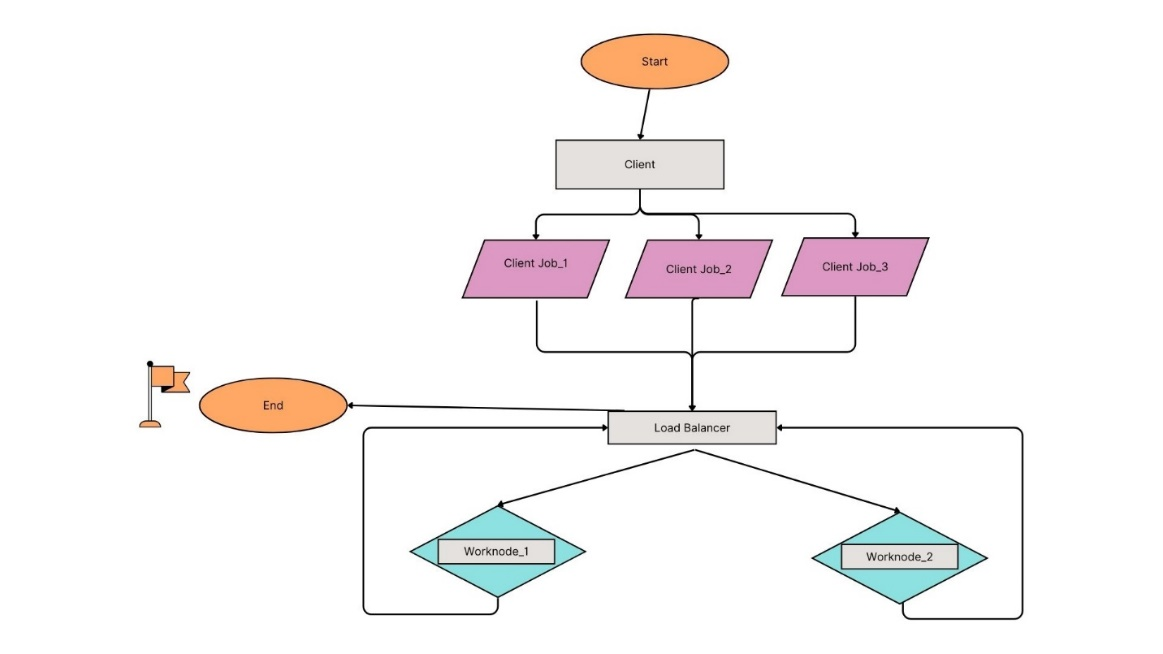 Start
Client
Client Job_1
Client Job_2
Client Job_3
End
Load Balancer
Worknode_1
Worknode_2